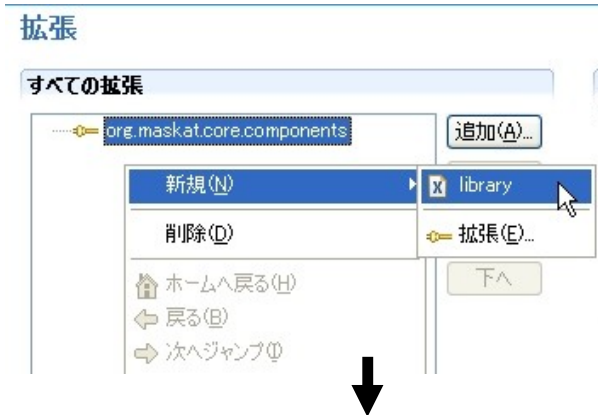 拡張
すべての拡張
org.maskat.core.components
追加(A)...
新規(N)
library
削除(D)
拡張(E)...
ホームへ戻る(H)
下へ
戻る(B)
次へジャンプ(I)